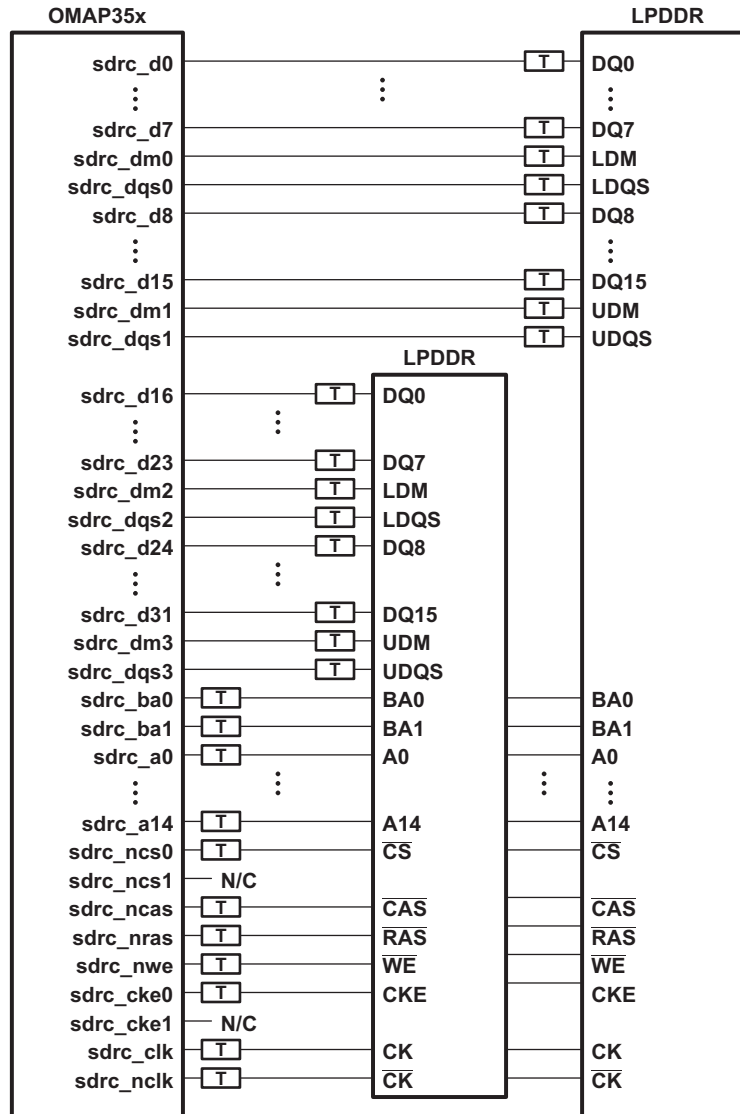 OMAP35x LPDDR
sdrc_d0 T DQ0
sdrc_d7 T DQ7
sdrc_dm0 T LDM
sdrc_dqs0 T LDQS
sdrc_d8 T DQ8
sdrc_d15 T DQ15
sdrc_dm1 T UDM
sdrc_dqs1 T UDQS
LPDDR
sdrc_d16 T DQ0
sdrc_d23 T DQ7
sdrc_dm2 T LDM
sdrc_dqs2 T LDQS
sdrc_d24 T DQ8
sdrc_d31 T DQ15
sdrc_dm3 T UDM
sdrc_dqs3 T UDQS
sdrc_ba0 T BA0 BA0
sdrc_ba1 T BA1 BA1
sdrc_a0 T A0 A0
sdrc_a14 T A14 A14
sdrc_ncs0 T CS CS
sdrc_ncs1 N/C
sdrc_ncas T CAS CAS
sdrc_nras T RAS RAS
sdrc_nwe T WE WE
sdrc_cke0 T CKE CKE
sdrc_cke1 N/C
sdrc_clk T CK CK
sdrc_nclk T CK CK